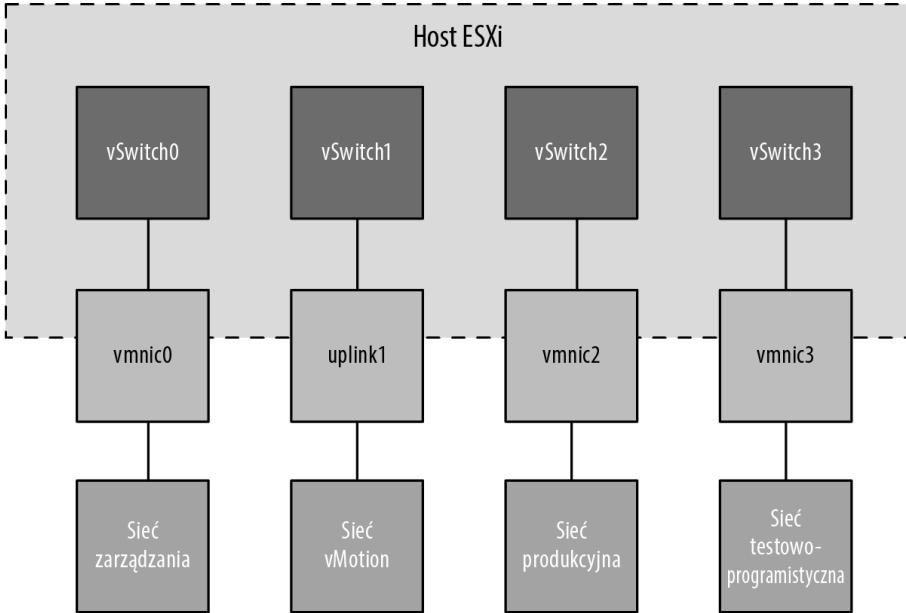 Host ESXi
vSwitch0
vSwitch1
vSwitch2
vSwitch3
vmnic0
uplink1
vmnic2
vmnic3
Sieć
zarządzania
Sieć
vMotion
Sieć
produkcyjna
Sieć
testowo-
programistyczna